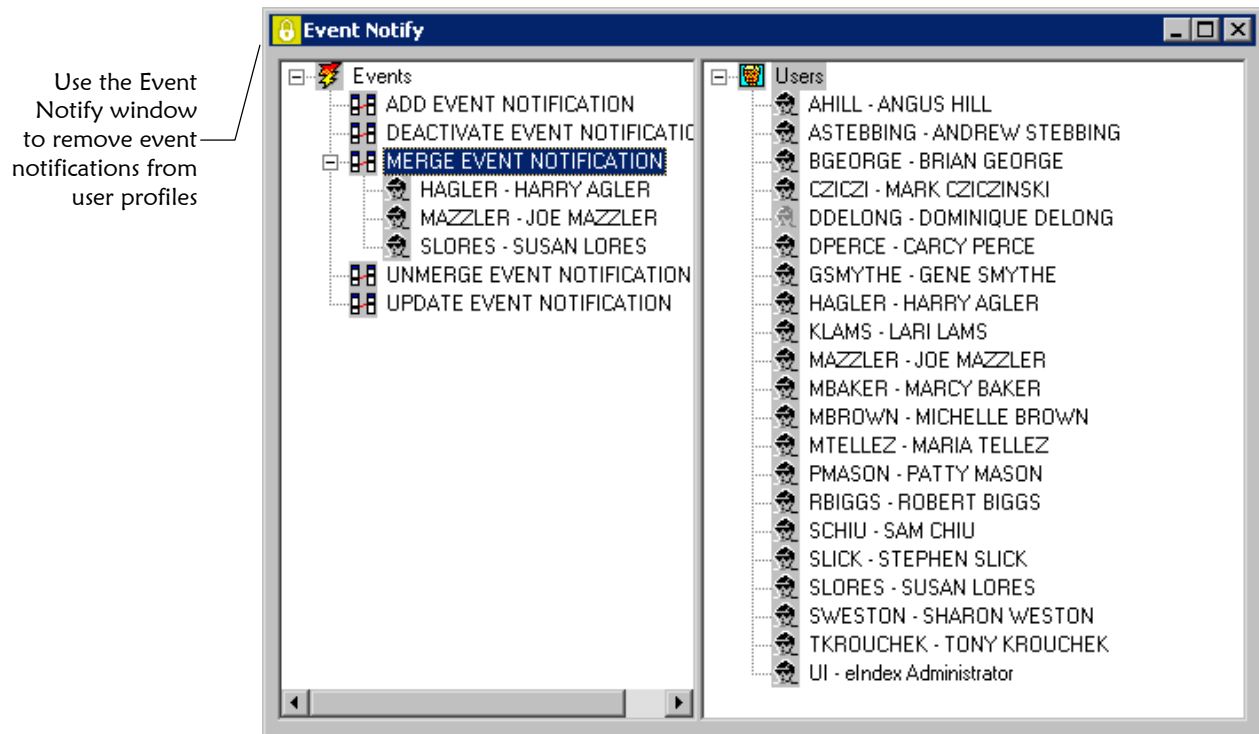 Use the Event
Notify window
to remove event
notifications from
user profiles
Event Notify
Events
ADD EVENT NOTIFICATION
DEACTIVATE EVENT NOTIFICATIC
MERGE EVENT NOTIFICATION
HAGLER - HARRY AGLER
MAZZLER - JOE MAZZLER
SLORES - SUSAN LORES
UNMERGE EVENT NOTIFICATION
UPDATE EVENT NOTIFICATION
Users
AHILL - ANGUS HILL
ASTEBBING - ANDREW STEBBING
BGEORGE - BRIAN GEORGE
CZICZI - MARK CZICZINSKI
DDELONG - DOMINIQUE DELONG
DPERCE - CARCY PERCE
GSMYTHE - GENE SMYTHE
HAGLER - HARRY AGLER
KLAMS - LARI LAMS
MAZZLER - JOE MAZZLER
MBAKER - MARCY BAKER
MBROWN - MICHELLE BROWN
MTELLEZ - MARIA TELLEZ
PMASON - PATTY MASON
RBIGGS - ROBERT BIGGS
SCHIU - SAM CHIU
SLICK - STEPHEN SLICK
SLORES - SUSAN LORES
SWESTON - SHARON WESTON
TKROUCHEK - TONY KROUCHEK
UI - eIndex Administrator